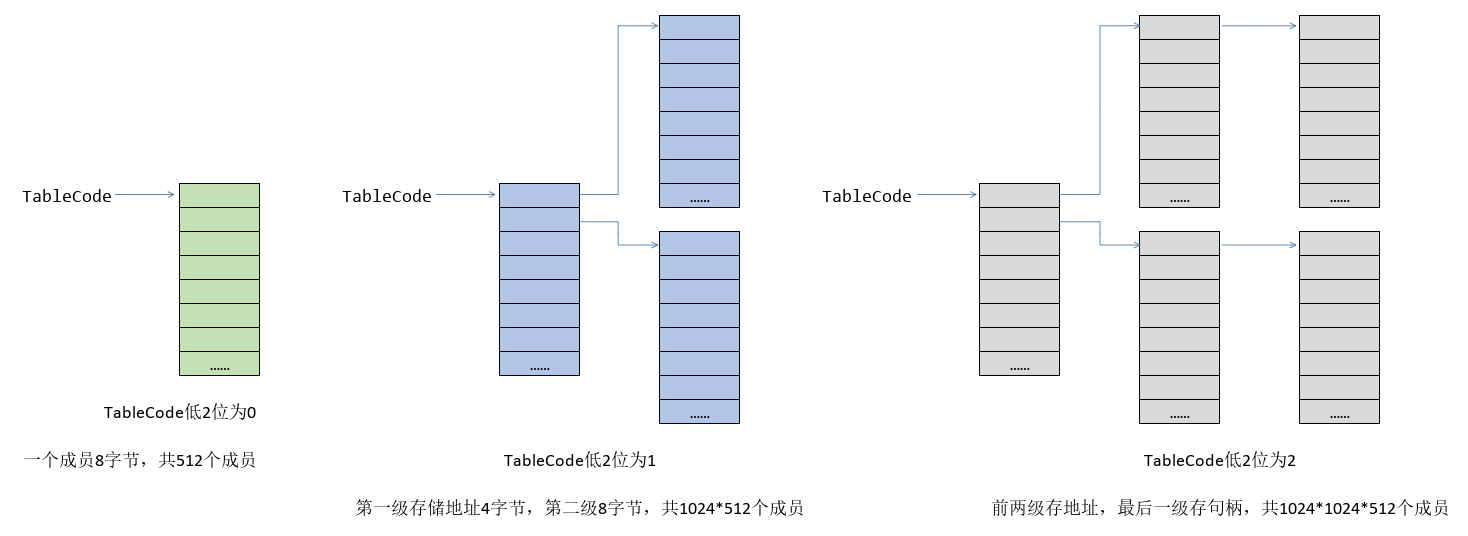 ......
......
TableCode
TableCode
TableCode
......
......
......
TableCode低2位为0
......
......
......
一个成员8字节，共512个成员
TableCode低2位为1
TableCode低2位为2
第一级存储地址4字节，第二级8字节，共1024*512个成员
前两级存地址，最后一级存句柄，共1024*1024*512个成员